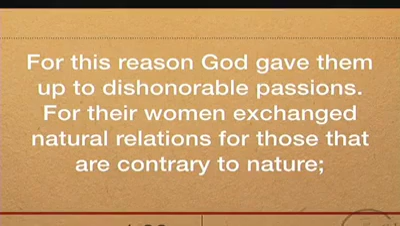 For this reason God gave them
up to dishonorable passions.
For their women exchanged
natural relations for those that
are contrary to nature;